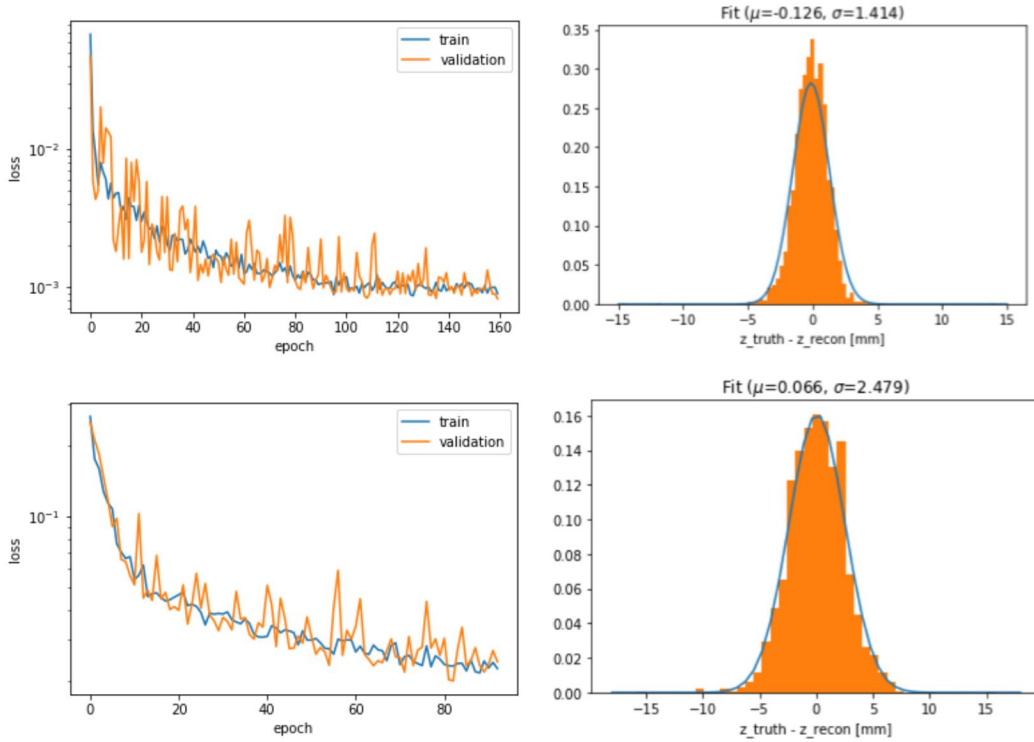 train
validation
10⁻²
10⁻³
loss
0 20 40 60 80 100 120 140 160
epoch
Fit (μ=-0.126, σ=1.414)
0.35
0.30
0.25
0.20
0.15
0.10
0.05
0.00
−15 −10 −5 0 5 10 15
z_truth - z_recon [mm]
train
validation
10⁻¹
loss
0 20 40 60 80
epoch
Fit (μ=0.066, σ=2.479)
0.16
0.14
0.12
0.10
0.08
0.06
0.04
0.02
0.00
−15 −10 −5 0 5 10 15
z_truth - z_recon [mm]